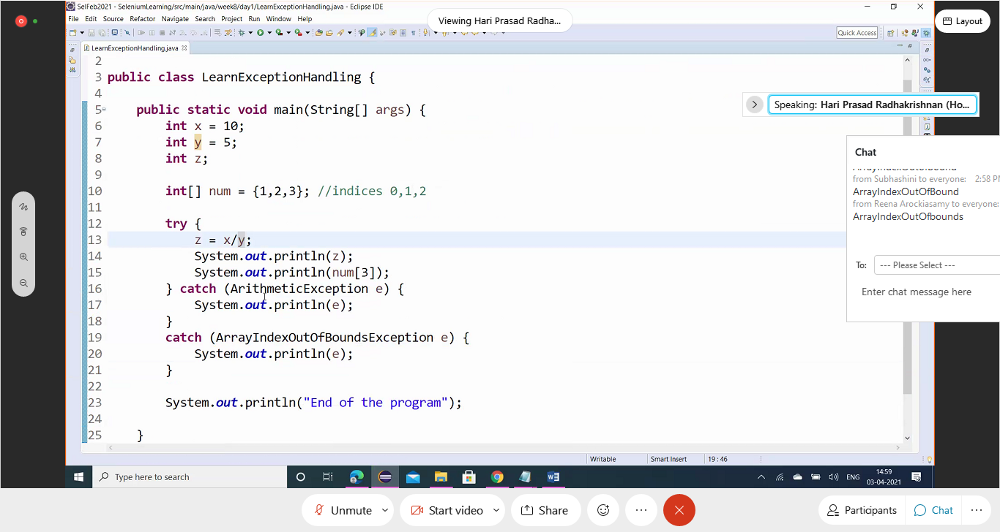 SelFeb2021 - SeleniumLearning/src/main/java/week8/day1/LearnExceptionHandling.java - Eclipse IDE
File Edit Source Refactor Navigate Search Project Run Window Help
Viewing Hari Prasad Radha...
Layout
Quick Access
LearnExceptionHandling.java
2
3 public class LearnExceptionHandling {
4
5 public static void main(String[] args) {
6 int x = 10;
7 int y = 5;
8 int z;
9
10 int[] num = {1,2,3}; //indices 0,1,2
11
12 try {
13 z = x/y;
14 System.out.println(z);
15 System.out.println(num[3]);
16 } catch (ArithmeticException e) {
17 System.out.println(e);
18 }
19 catch (ArrayIndexOutOfBoundsException e) {
20 System.out.println(e);
21 }
22
23 System.out.println("End of the program");
24
25 }
Speaking: Hari Prasad Radhakrishnan (Ho...
Chat
ArrayIndexOutOfBound
from Subhashini to everyone: 2:58 PM
ArrayIndexOutOfBound
from Reena Arockiasamy to everyone:
ArrayIndexOutOfbounds
To: --- Please Select ---
Enter chat message here
Writable Smart Insert 19 : 46
Type here to search
ENG
14:59
03-04-2021
Unmute Start video Share
Participants Chat